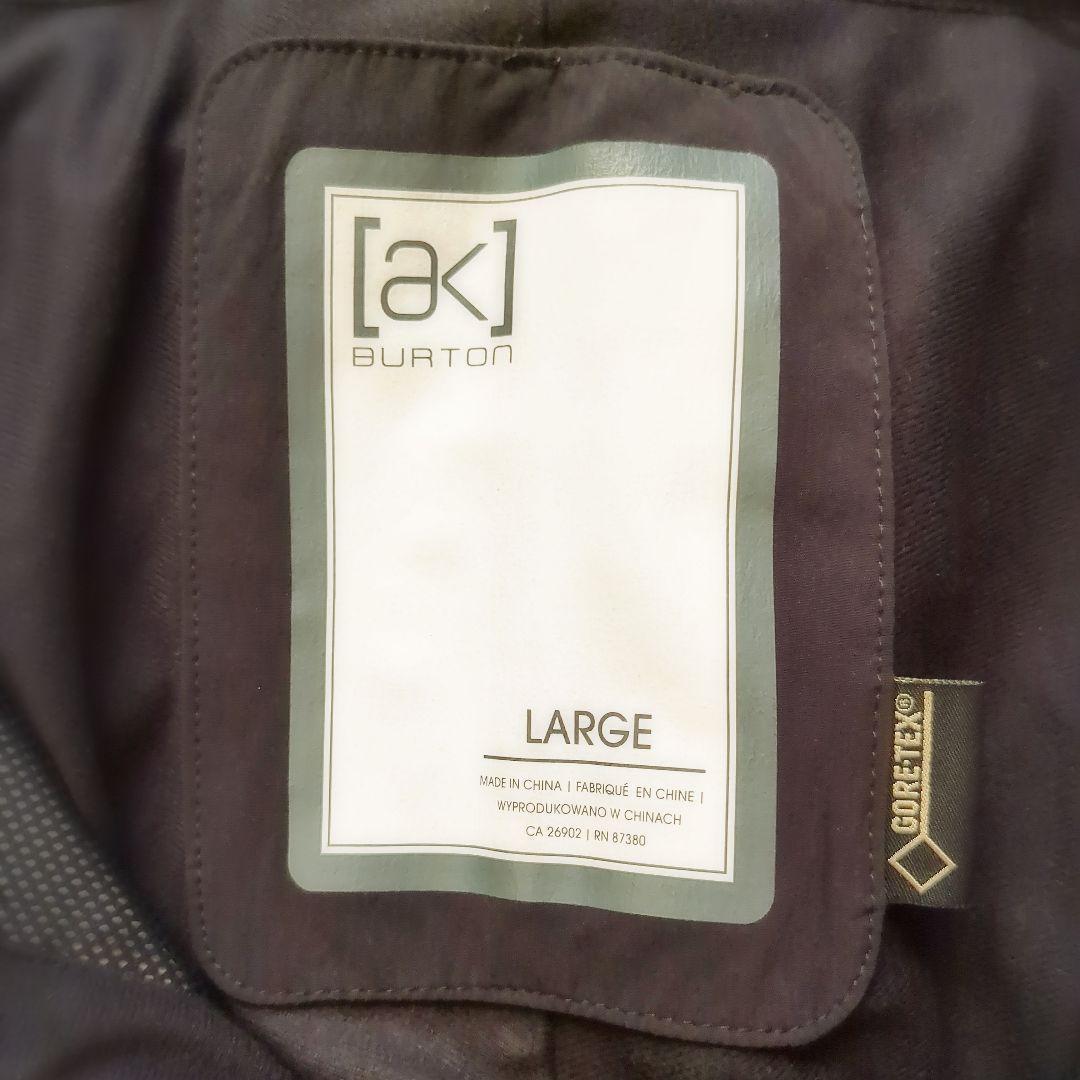 [ak]
BURTON
LARGE
MADE IN CHINA | FABRIQUÉ EN CHINE |
WYPRODUKOWANO W CHINACH
CA 26902 | RN 87380
GORE-TEX®